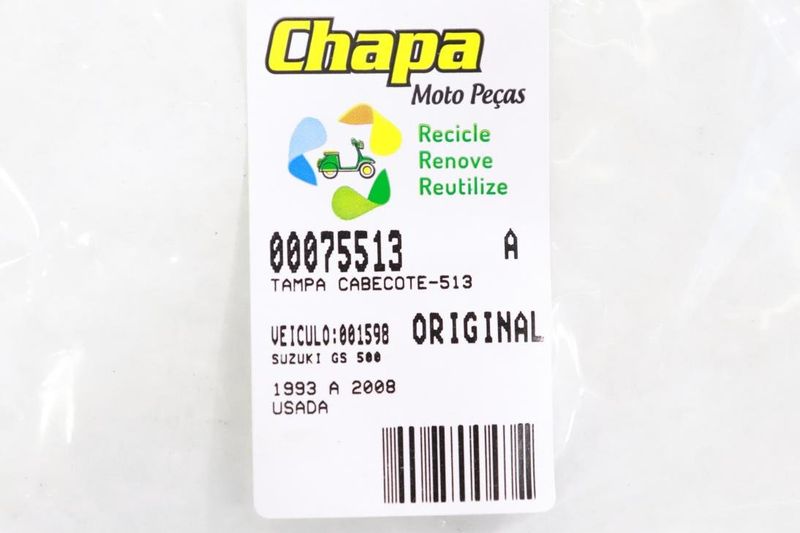 Chapa
Moto Peças
Recicle
Renove
Reutilize
00075513 A
TAMPA CABECOTE-513
VEICULO:001598 ORIGINAL
SUZUKI GS 500
1993 A 2008
USADA